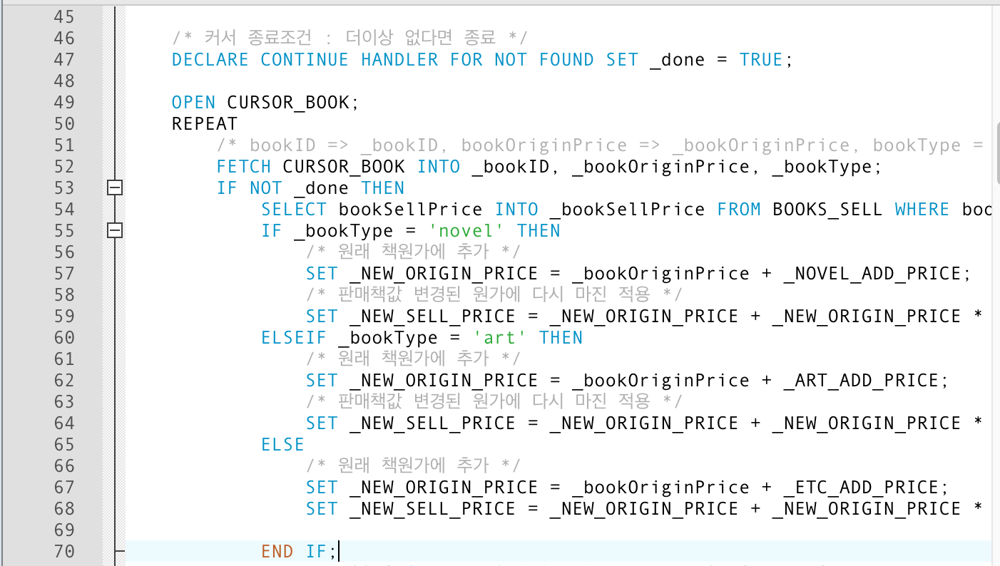 45
46 /* 커서 종료조건 : 더이상 없다면 종료 */
47 DECLARE CONTINUE HANDLER FOR NOT FOUND SET _done = TRUE;
48
49 OPEN CURSOR_BOOK;
50 REPEAT
51 /* bookID => _bookID, bookOriginPrice => _bookOriginPrice, bookType =
52 FETCH CURSOR_BOOK INTO _bookID, _bookOriginPrice, _bookType;
53 IF NOT _done THEN
54 SELECT bookSellPrice INTO _bookSellPrice FROM BOOKS_SELL WHERE boo
55 IF _bookType = 'novel' THEN
56 /* 원래 책원가에 추가 */
57 SET _NEW_ORIGIN_PRICE = _bookOriginPrice + _NOVEL_ADD_PRICE;
58 /* 판매책값 변경된 원가에 다시 마진 적용 */
59 SET _NEW_SELL_PRICE = _NEW_ORIGIN_PRICE + _NEW_ORIGIN_PRICE *
60 ELSEIF _bookType = 'art' THEN
61 /* 원래 책원가에 추가 */
62 SET _NEW_ORIGIN_PRICE = _bookOriginPrice + _ART_ADD_PRICE;
63 /* 판매책값 변경된 원가에 다시 마진 적용 */
64 SET _NEW_SELL_PRICE = _NEW_ORIGIN_PRICE + _NEW_ORIGIN_PRICE *
65 ELSE
66 /* 원래 책원가에 추가 */
67 SET _NEW_ORIGIN_PRICE = _bookOriginPrice + _ETC_ADD_PRICE;
68 SET _NEW_SELL_PRICE = _NEW_ORIGIN_PRICE + _NEW_ORIGIN_PRICE *
69
70 END IF;